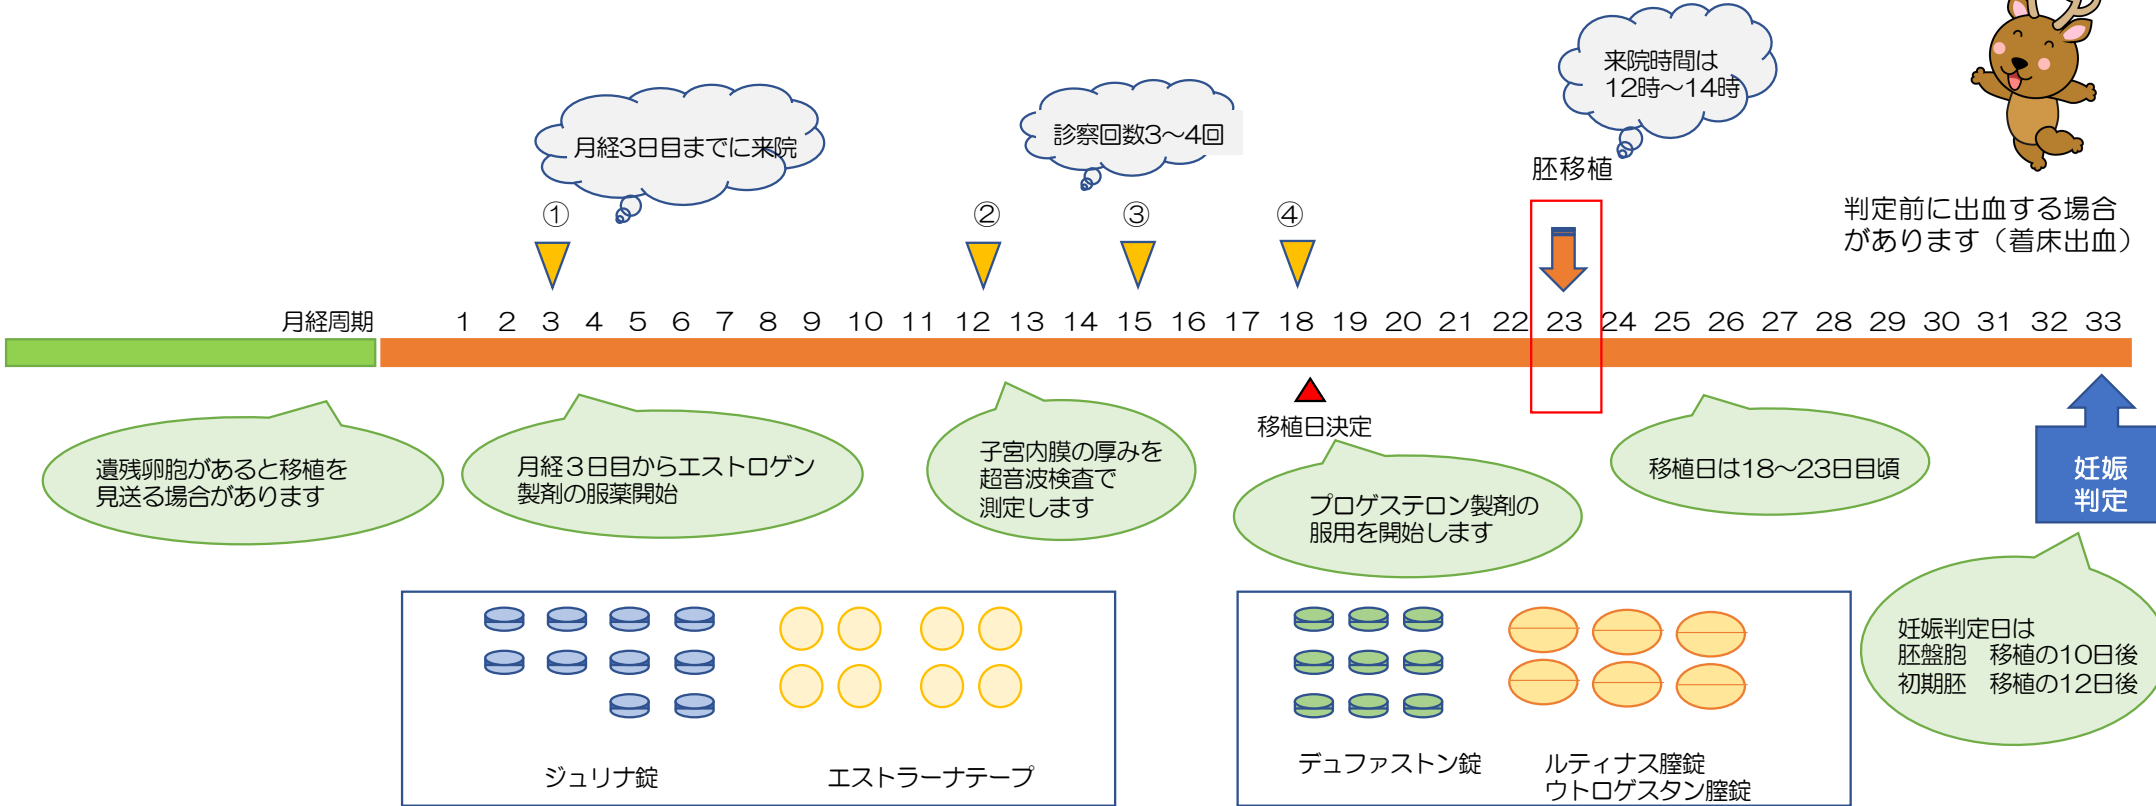 来院時間は
12時～14時
月経3日目までに来院
診察回数3～4回
胚移植
① ② ③ ④
判定前に出血する場合
があります（着床出血）
月経周期 1 2 3 4 5 6 7 8 9 10 11 12 13 14 15 16 17 18 19 20 21 22 23 24 25 26 27 28 29 30 31 32 33
移植日決定
遺残卵胞があると移植を
見送る場合があります
月経３日目からエストロゲン
製剤の服薬開始
子宮内膜の厚みを
超音波検査で
測定します
プロゲステロン製剤の
服用を開始します
移植日は18～23日目頃
妊娠
判定
妊娠判定日は
胚盤胞　移植の10日後
初期胚　移植の12日後
ジュリナ錠
エストラーナテープ
デュファストン錠
ルティナス膣錠
ウトロゲスタン膣錠